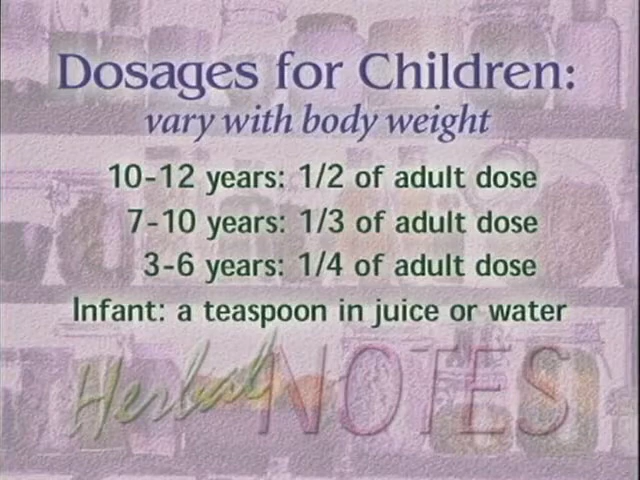 Dosages for Children:
vary with body weight
10-12 years: 1/2 of adult dose
7-10 years: 1/3 of adult dose
3-6 years: 1/4 of adult dose
Infant: a teaspoon in juice or water
Herbal NOTES